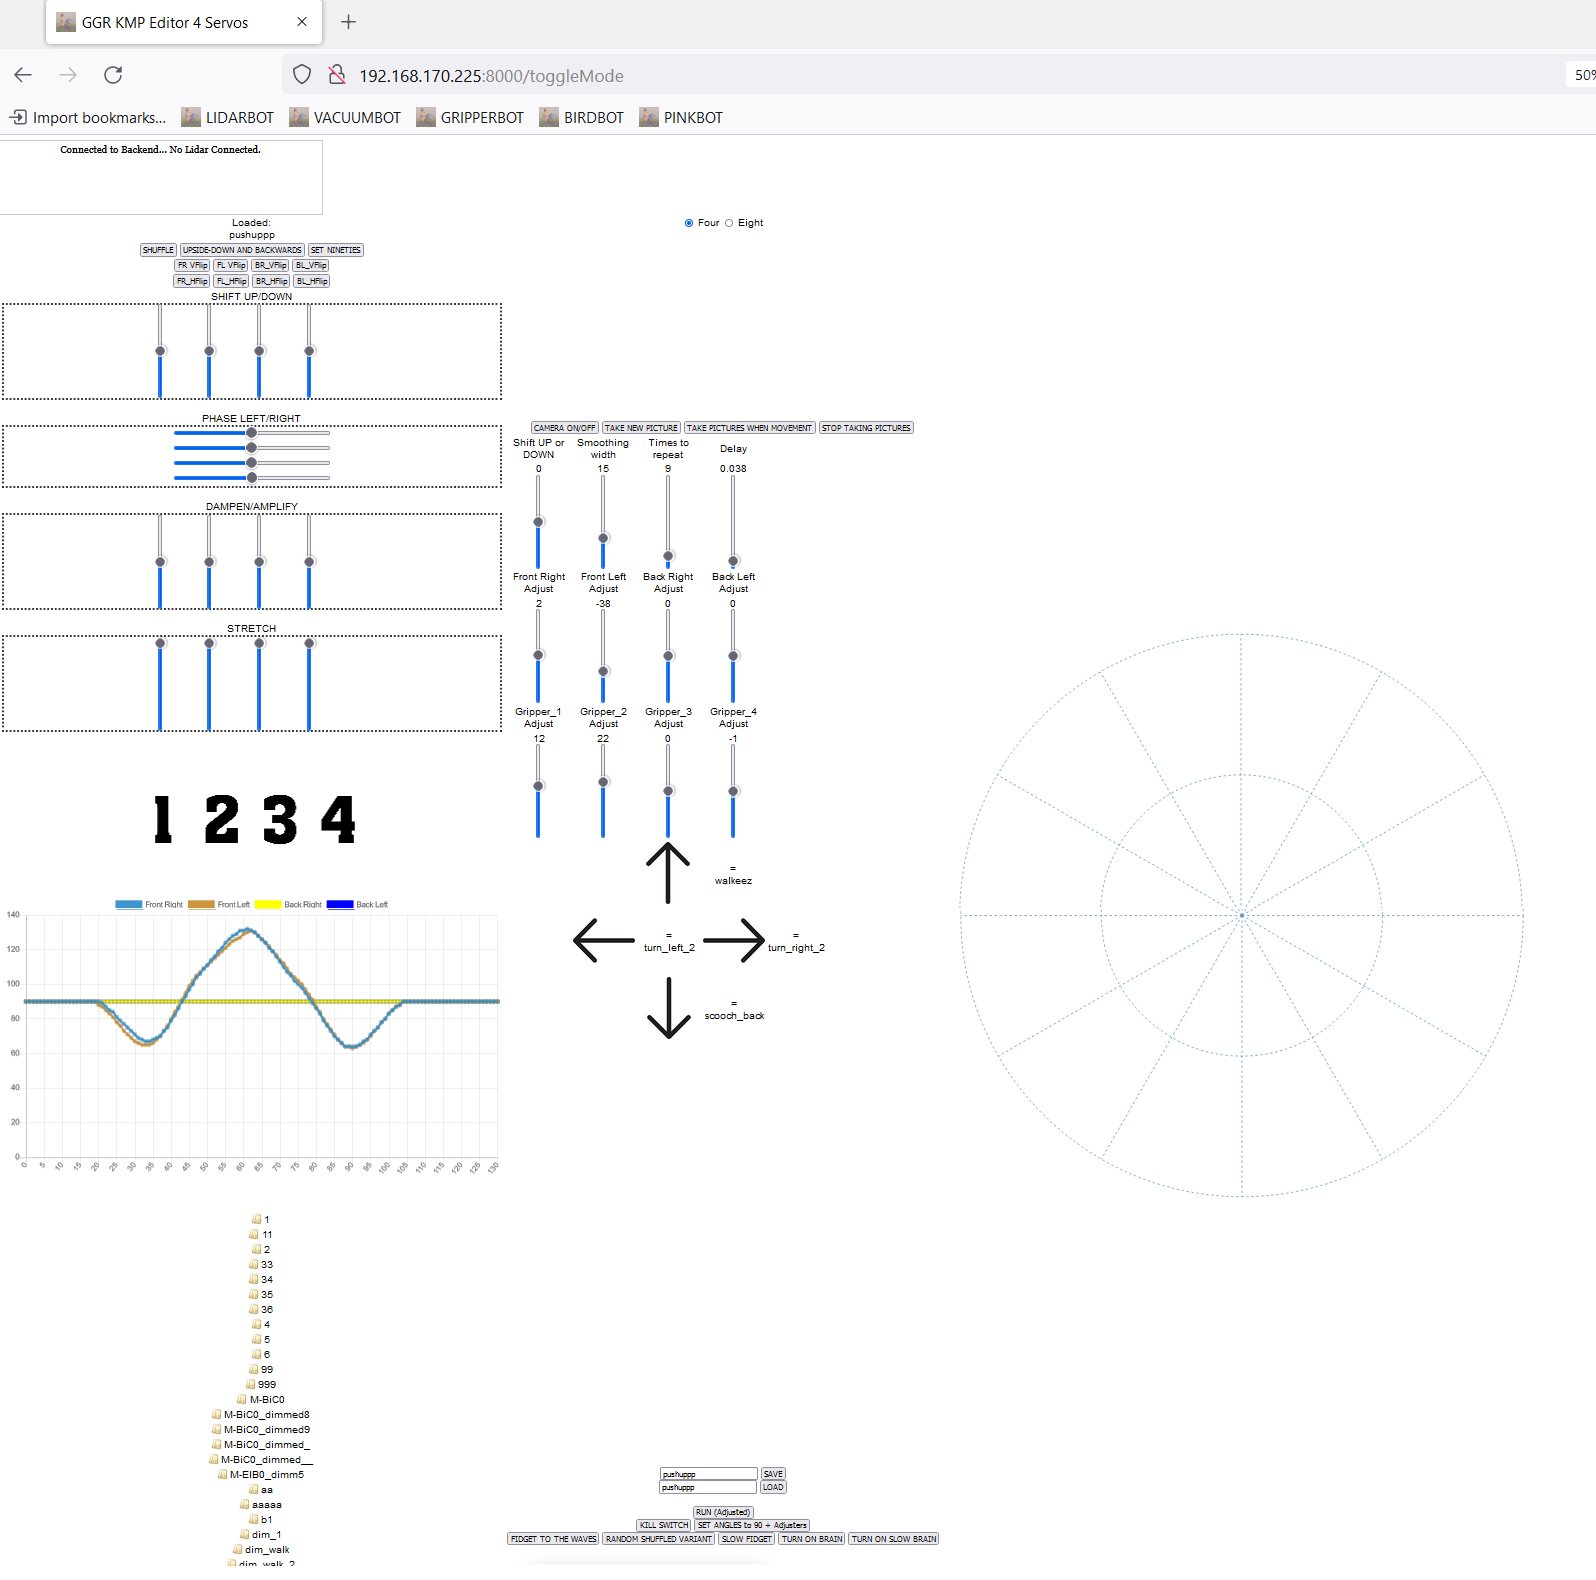 GGR KMP Editor 4 Servos
192.168.170.225:8000/toggleMode
50%
Import bookmarks... LIDARBOT VACUUMBOT GRIPPERBOT BIRDBOT PINKBOT
Connected to Backend... No Lidar Connected.
Loaded:
pushuppp
Four Eight
SHUFFLE UPSIDE-DOWN AND BACKWARDS SET NINETIES
FR VFlip FL VFlip BR_VFlip BL_VFlip
FR_HFlip FL_HFlip BR_HFlip BL_HFlip
SHIFT UP/DOWN
PHASE LEFT/RIGHT
DAMPEN/AMPLIFY
STRETCH
CAMERA ON/OFF TAKE NEW PICTURE TAKE PICTURES WHEN MOVEMENT STOP TAKING PICTURES
Shift UP or DOWN Smoothing width Times to repeat Delay
0 15 9 0.038
Front Right Adjust Front Left Adjust Back Right Adjust Back Left Adjust
2 -38 0 0
Gripper_1 Adjust Gripper_2 Adjust Gripper_3 Adjust Gripper_4 Adjust
12 22 0 -1
1 2 3 4
= walkeez
= turn_left_2
= turn_right_2
= scooch_back
Front Right Front Left Back Right Back Left
140
120
100
80
60
40
20
0
0 5 10 15 20 25 30 35 40 45 50 55 60 65 70 75 80 85 90 95 100 105 110 115 120 125 130
1
11
2
33
34
35
36
4
5
6
99
999
M-BiC0
M-BiC0_dimmed8
M-BiC0_dimmed9
M-BiC0_dimmed_
M-BiC0_dimmed__
M-EIB0_dimm5
aa
aaaaa
b1
dim_1
dim_walk
dim_walk_2
pushuppp SAVE
pushuppp LOAD
RUN (Adjusted)
KILL SWITCH SET ANGLES to 90 + Adjusters
FIDGET TO THE WAVES RANDOM SHUFFLED VARIANT SLOW FIDGET TURN ON BRAIN TURN ON SLOW BRAIN